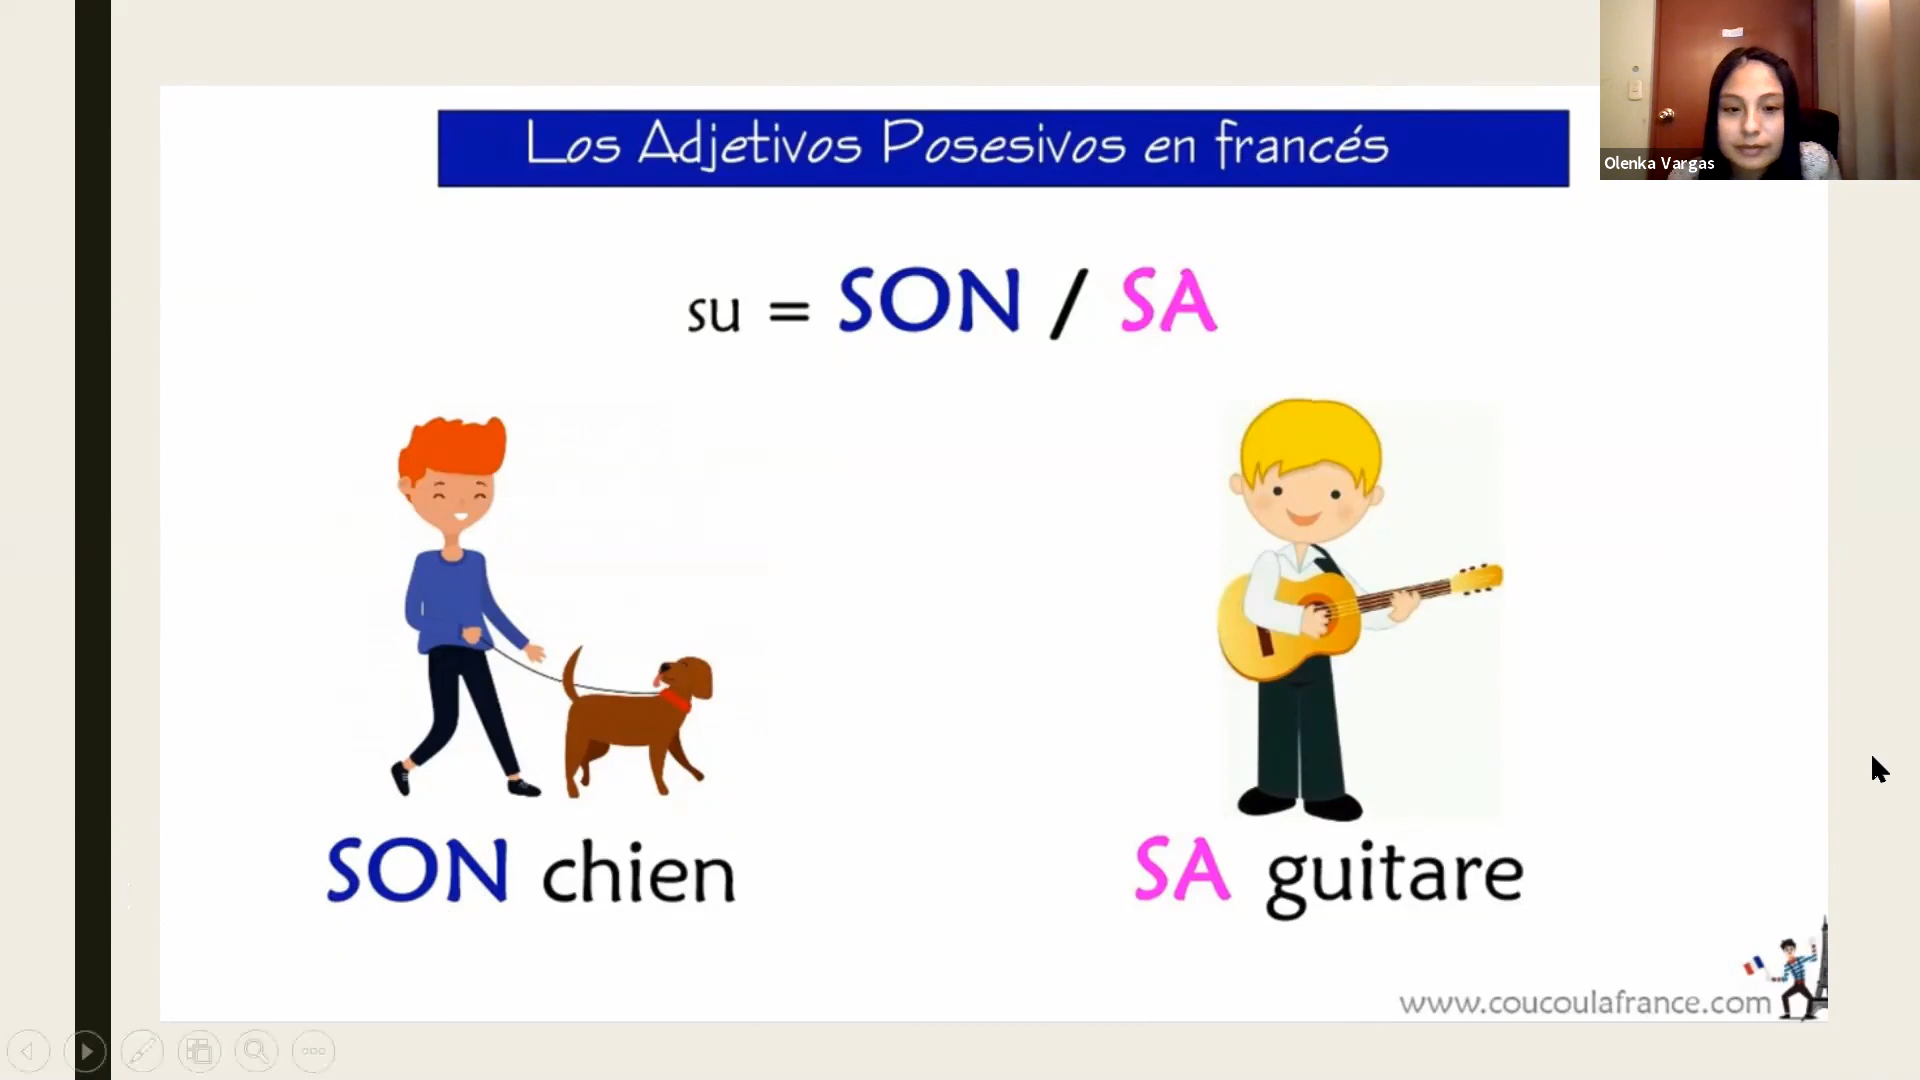 Los Adjetivos Posesivos en francés
Olenka Vargas
su = SON / SA
SON chien
SA guitare
www.coucoulafrance.com